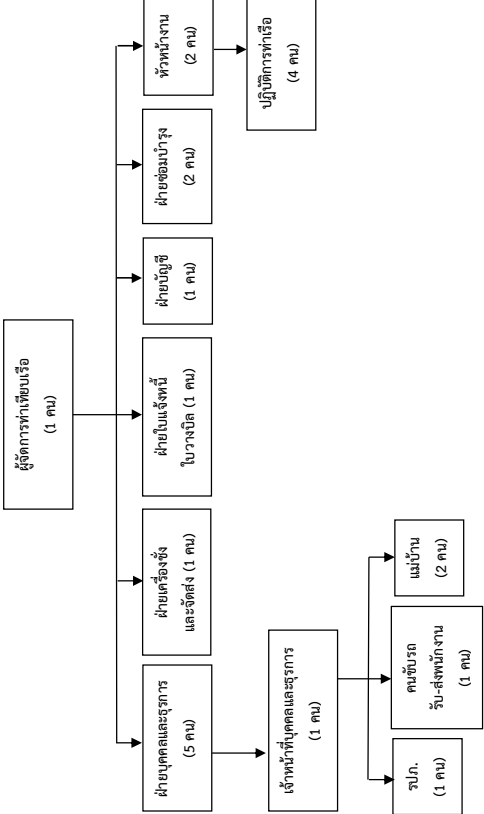 ผู้จัดการท่าเทียบเรือ
(1 คน)
ฝ่ายบุคคลและธุรการ
(5 คน)
ฝ่ายเครื่องชั่ง
และจัดส่ง (1 คน)
ฝ่ายใบแจ้งหนี้
ใบวางบิล (1 คน)
ฝ่ายบัญชี
(1 คน)
ฝ่ายซ่อมบำรุง
(2 คน)
หัวหน้างาน
(2 คน)
เจ้าหน้าที่บุคคลและธุรการ
(1 คน)
ปฏิบัติการท่าเรือ
(4 คน)
รปภ.
(1 คน)
คนขับรถ
รับ-ส่งพนักงาน
(1 คน)
แม่บ้าน
(2 คน)